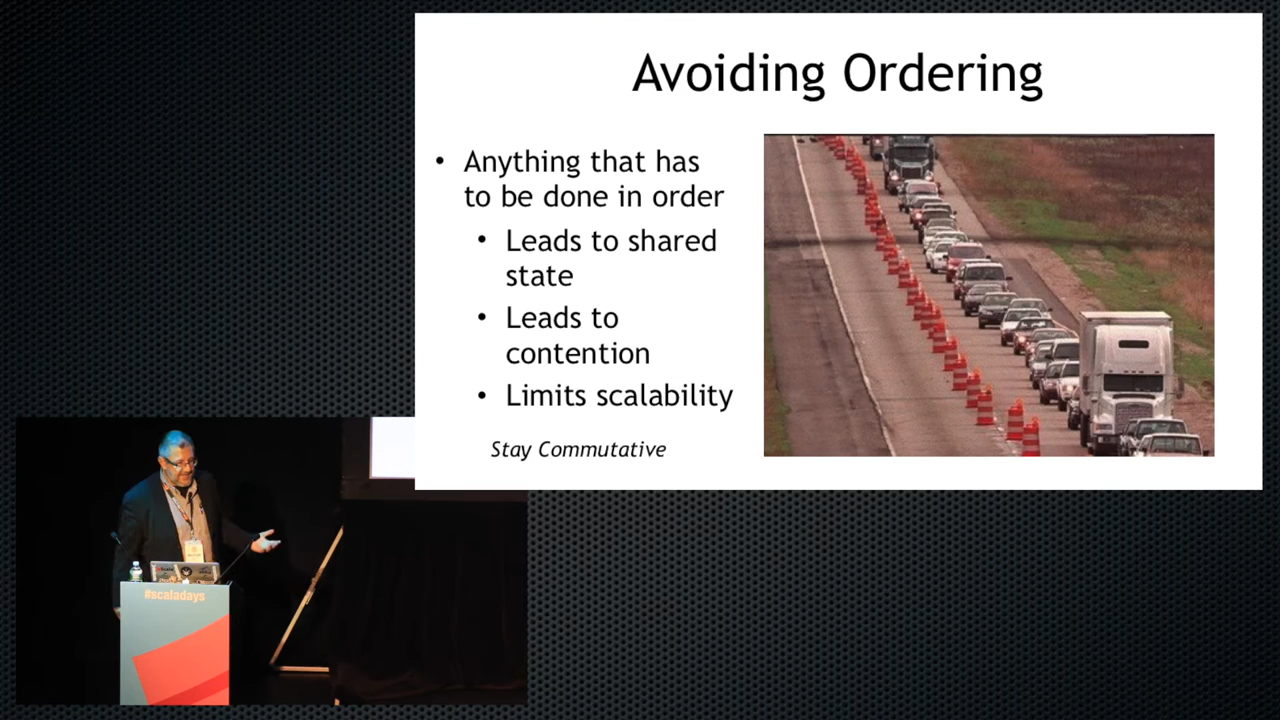 Avoiding Ordering
• Anything that has
to be done in order
• Leads to shared
state
• Leads to
contention
• Limits scalability
Stay Commutative
#scaladays